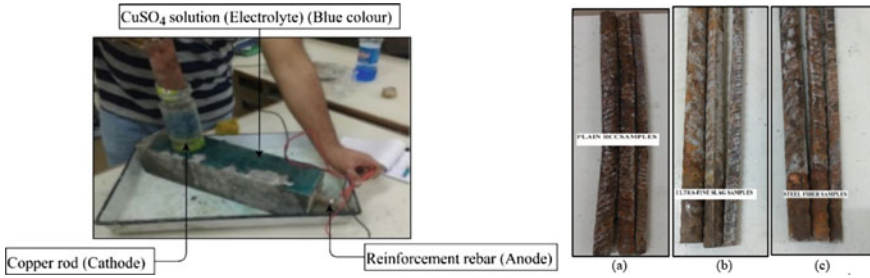 CuSO4 solution (Electrolyte) (Blue colour)
Copper rod (Cathode)
Reinforcement rebar (Anode)
PLAIN RCC SAMPLES
ULTRA-FINE SLAG SAMPLES
STEEL FIBER SAMPLES
(a)
(b)
(c)